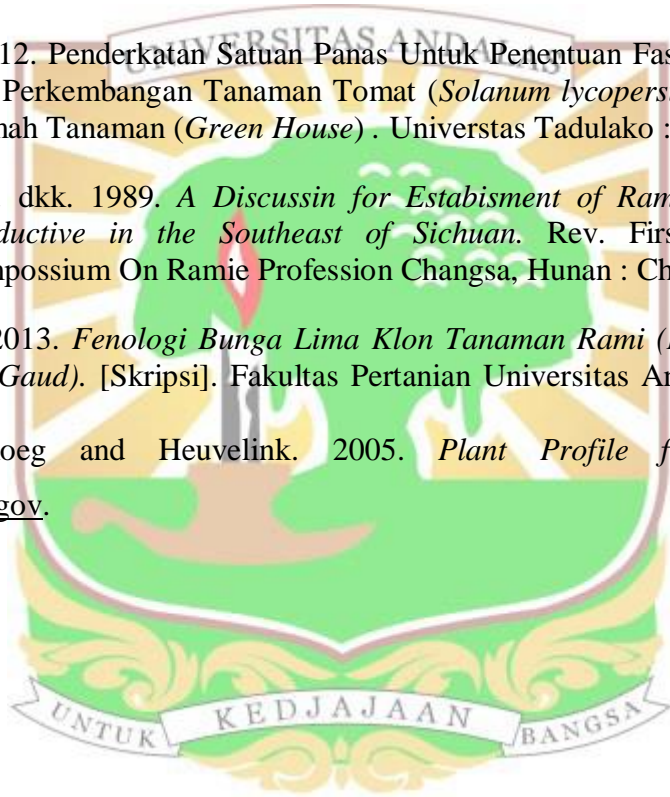 UNIVERSITAS ANDALAS
12. Penderkatan Satuan Panas Untuk Penentuan Fas
Perkembangan Tanaman Tomat (Solanum lycopers
nah Tanaman (Green House) . Universtas Tadulako :
dkk. 1989. A Discussin for Estabisment of Ram
ductive in the Southeast of Sichuan. Rev. Firs
mpossium On Ramie Profession Changsa, Hunan : Ch
2013. Fenologi Bunga Lima Klon Tanaman Rami (
Gaud). [Skripsi]. Fakultas Pertanian Universitas An
oeg and Heuvelink. 2005. Plant Profile f
gov.
UNTUK KEDJAJAAN BANGSA